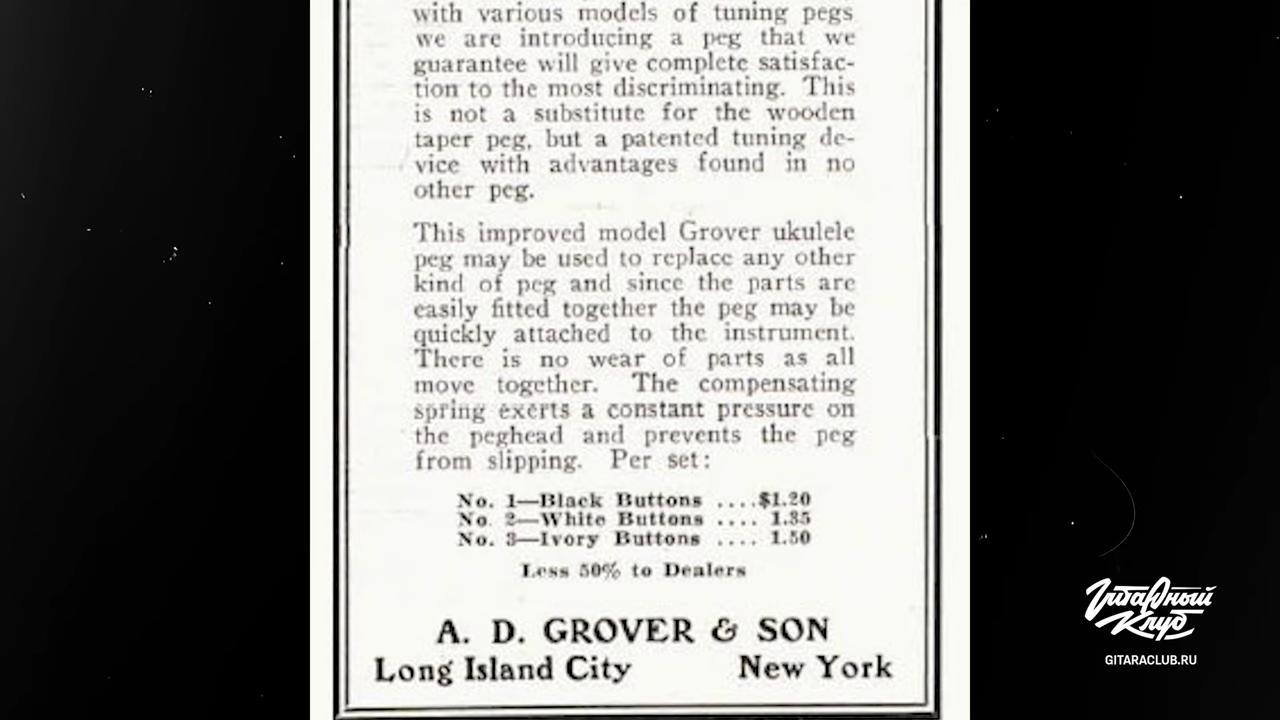 with various models of tuning pegs
we are introducing a peg that we
guarantee will give complete satisfac-
tion to the most discriminating. This
is not a substitute for the wooden
taper peg, but a patented tuning de-
vice with advantages found in no
other peg.
This improved model Grover ukulele
peg may be used to replace any other
kind of peg and since the parts are
easily fitted together the peg may be
quickly attached to the instrument.
There is no wear of parts as all
move together. The compensating
spring exerts a constant pressure on
the peghead and prevents the peg
from slipping. Per set:
No. 1—Black Buttons ....$1.20
No. 2—White Buttons .... 1.35
No. 3—Ivory Buttons .... 1.50
Less 50% to Dealers
A. D. GROVER & SON
Long Island City New York
Гитарный
Клуб
GITARACLUB.RU